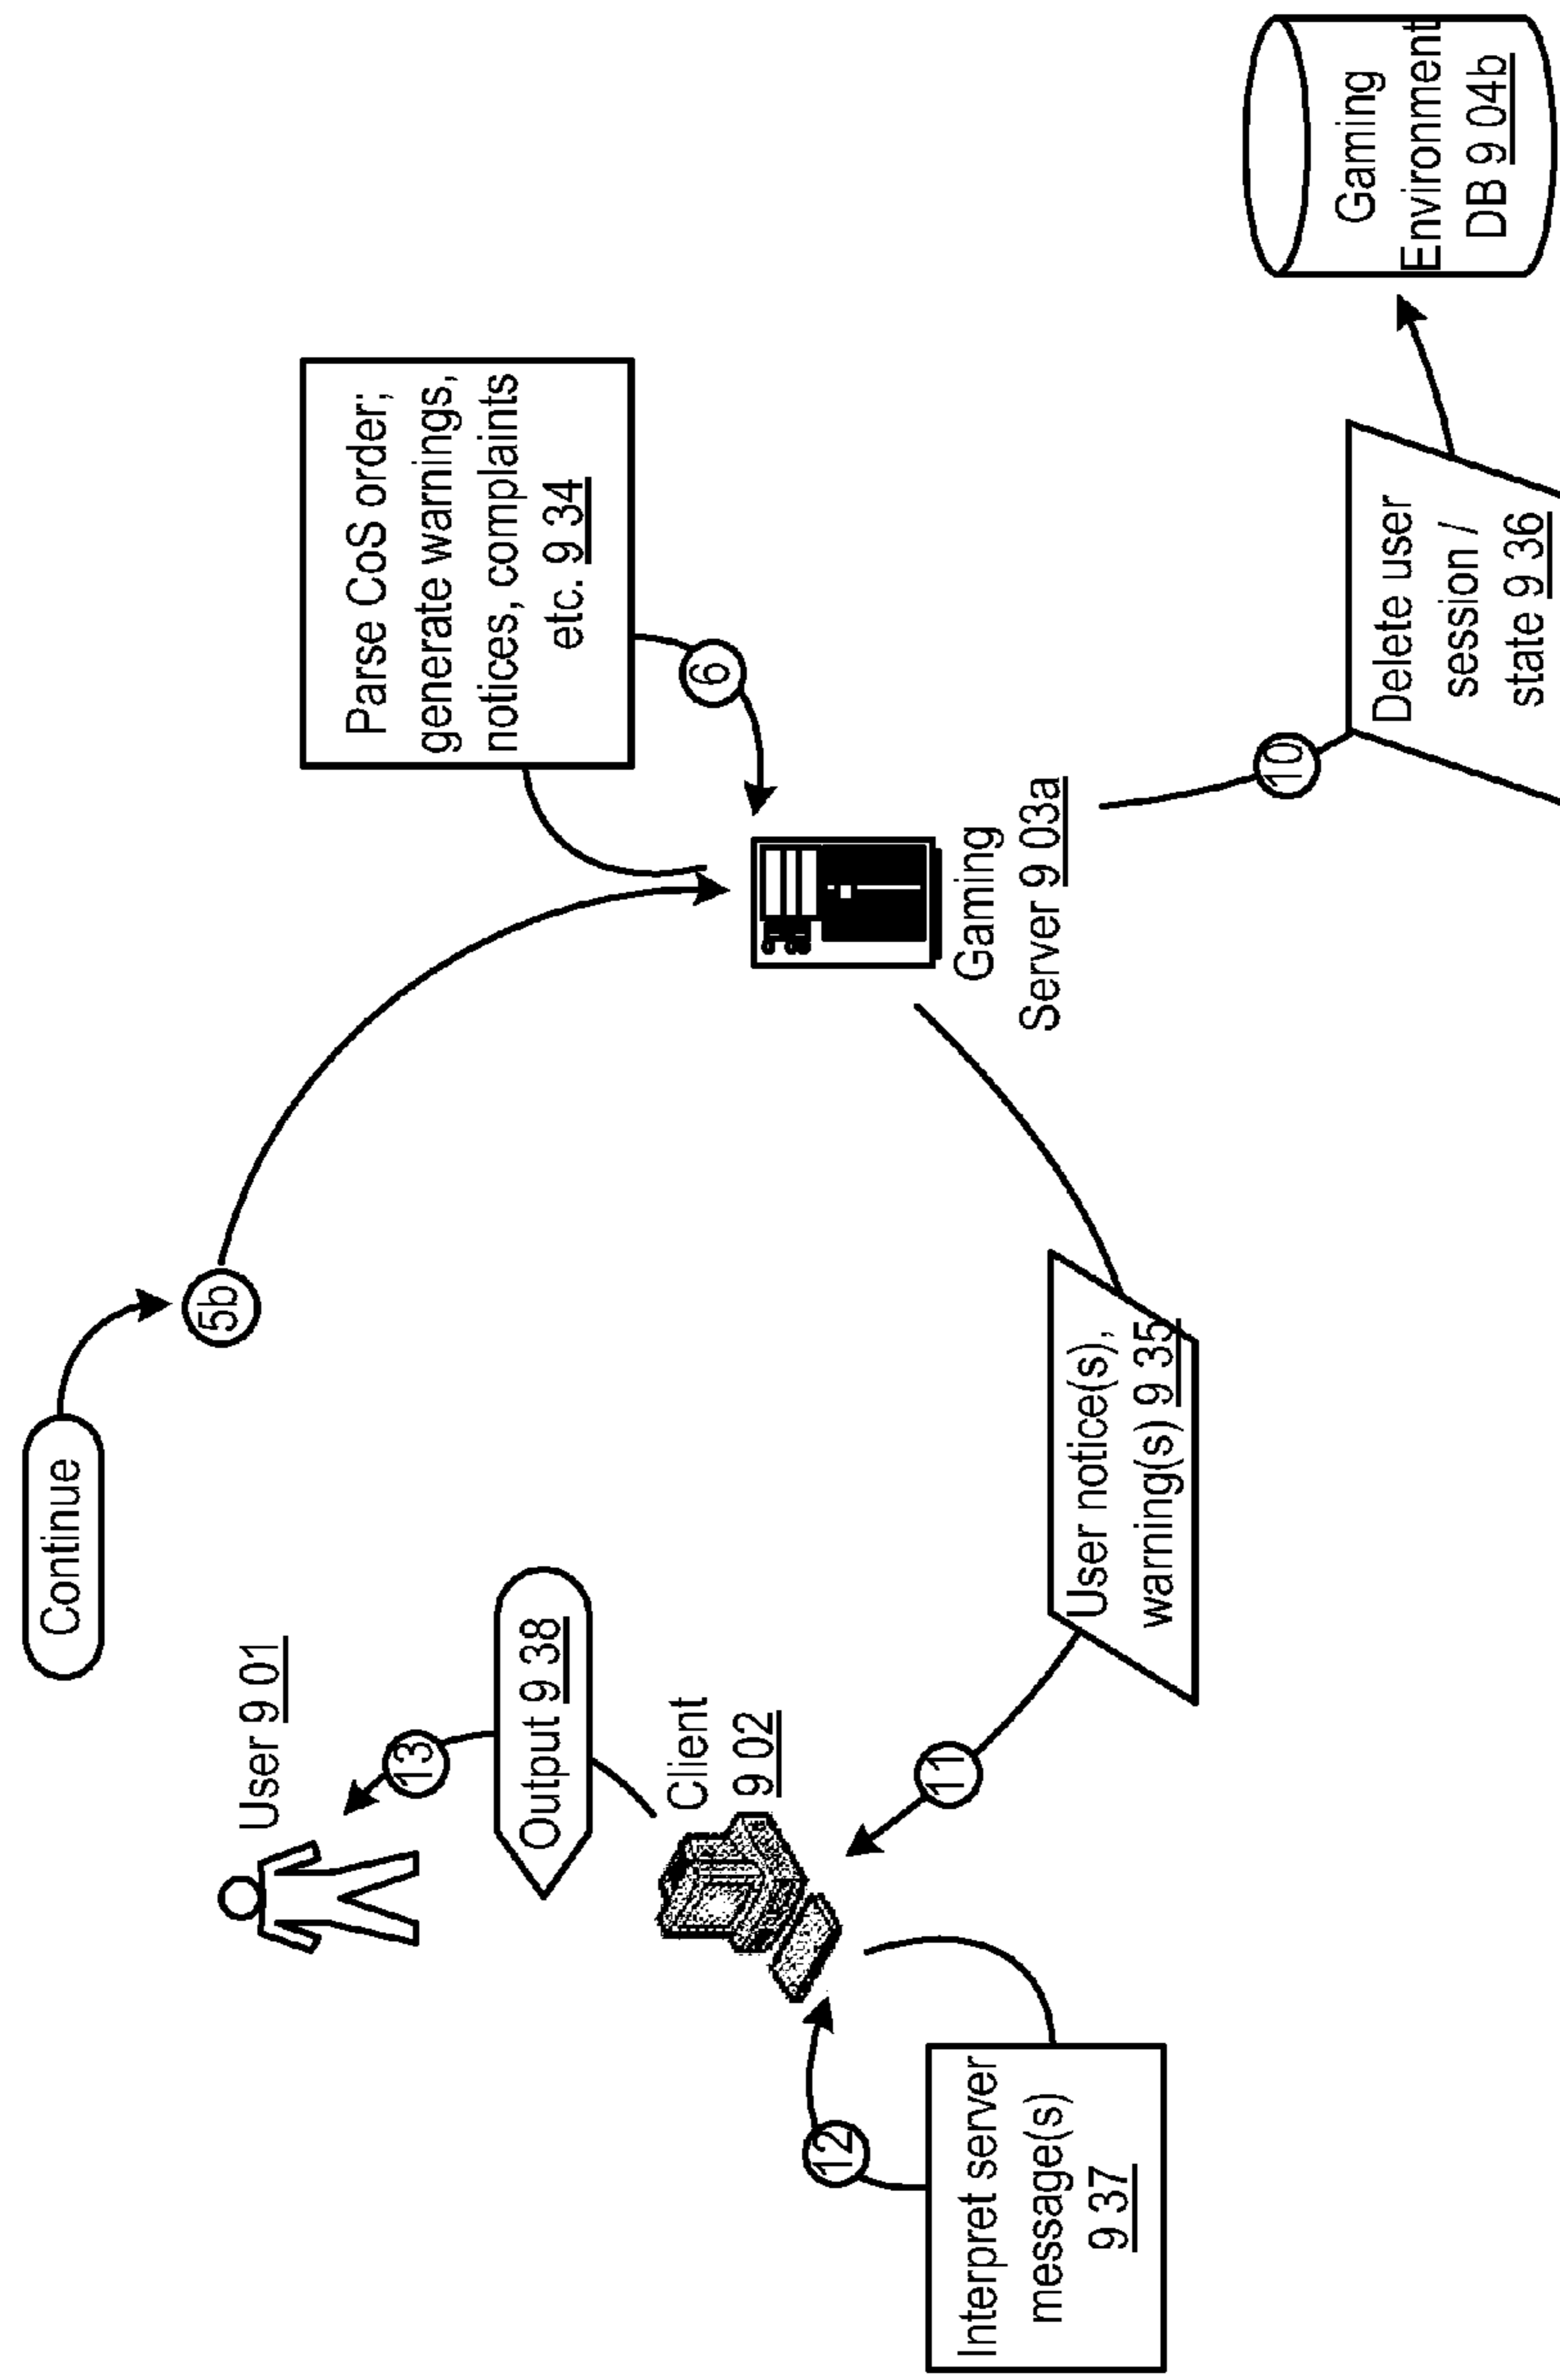 Continue
5b
User 9 01
13
Output 9 38
Client
9 02
Parse CoS order;
generate warnings,
notices, complaints
etc. 9 34
6
Gaming
Server 9 03a
12
Interpret server
message(s)
9 37
11
User notice(s),
warning(s) 9 35
10
Delete user
session /
state 9 36
Gaming
Environment
DB 9 04b